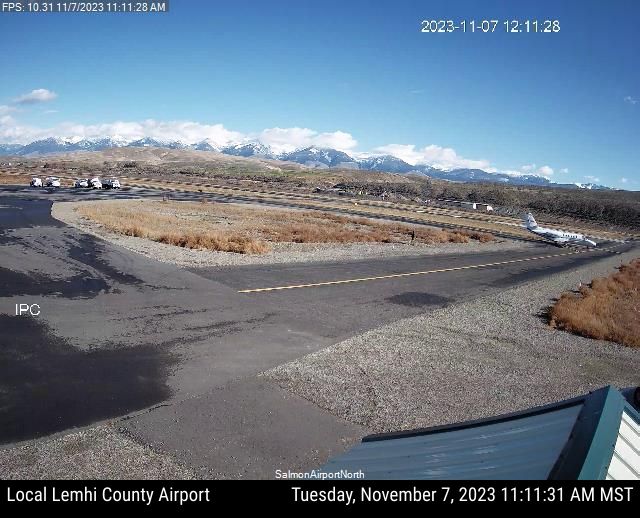 FPS: 10.31 11/7/2023 11:11:28 AM
2023-11-07 12:11:28
IPC
SalmonAirportNorth
Local Lemhi County Airport
Tuesday, November 7, 2023 11:11:31 AM MST